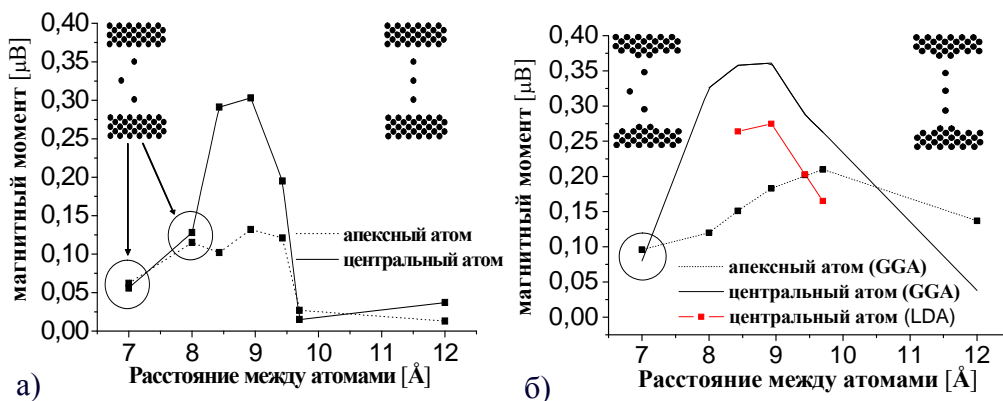 0,40
0,35
0,30
0,25
0,20
0,15
0,10
0,05
0,00
магнитный момент [μB]
апексный атом
центральный атом
7 8 9 10 11 12
Расстояние между атомами [Å]
а)
0,40
0,35
0,30
0,25
0,20
0,15
0,10
0,05
0,00
магнитный момент [μB]
апексный атом (GGA)
центральный атом (GGA)
центральный атом (LDA)
7 8 9 10 11 12
Расстояние между атомами [Å]
б)